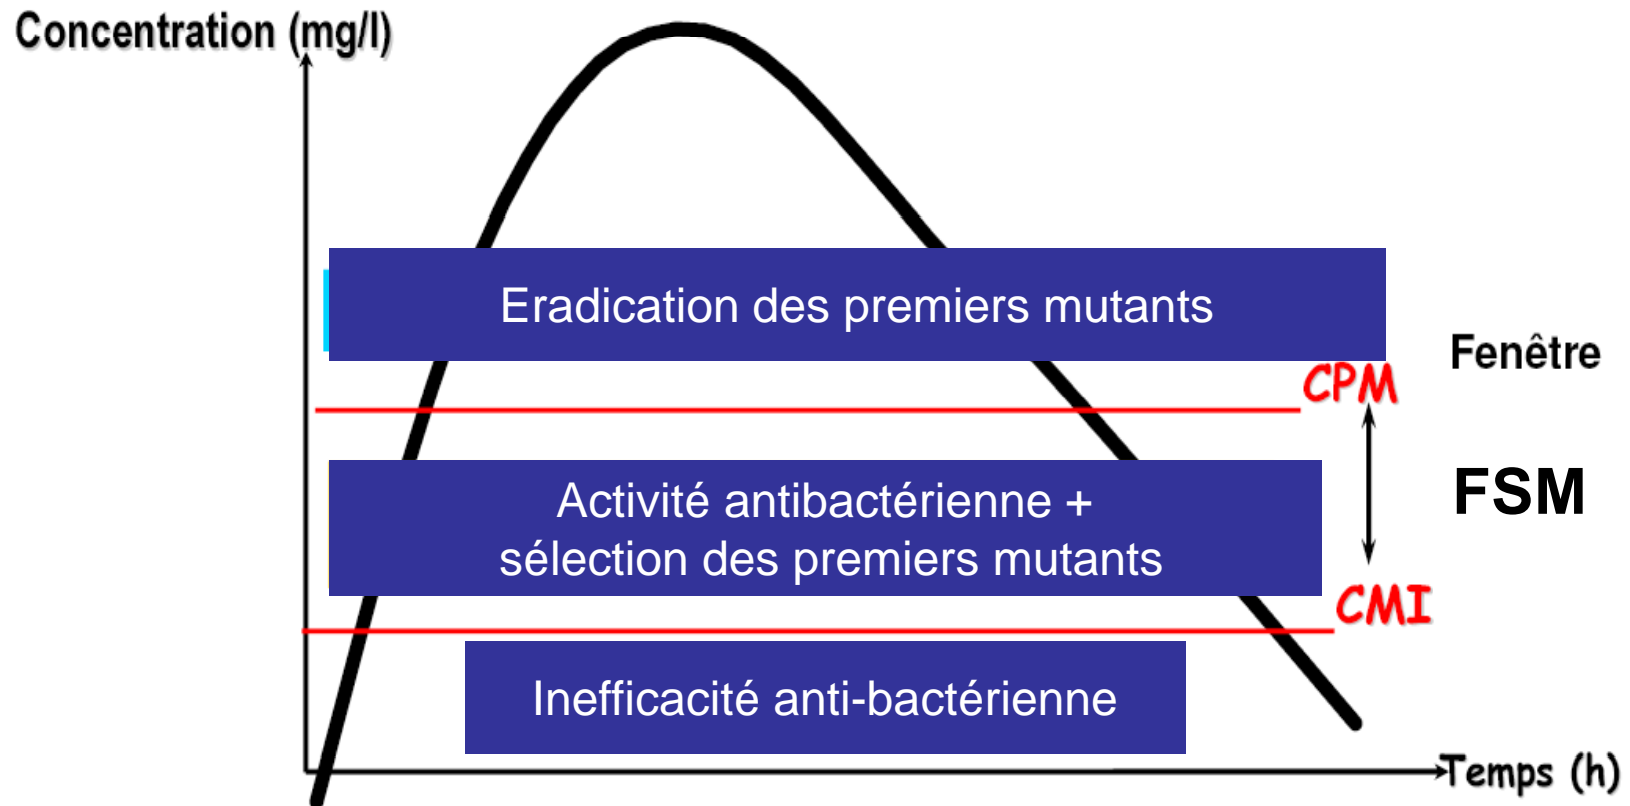 Concentration (mg/l)
Eradication des premiers mutants
Fenêtre
CPM
Activité antibactérienne +
sélection des premiers mutants
FSM
CMI
Inefficacité anti-bactérienne
Temps (h)